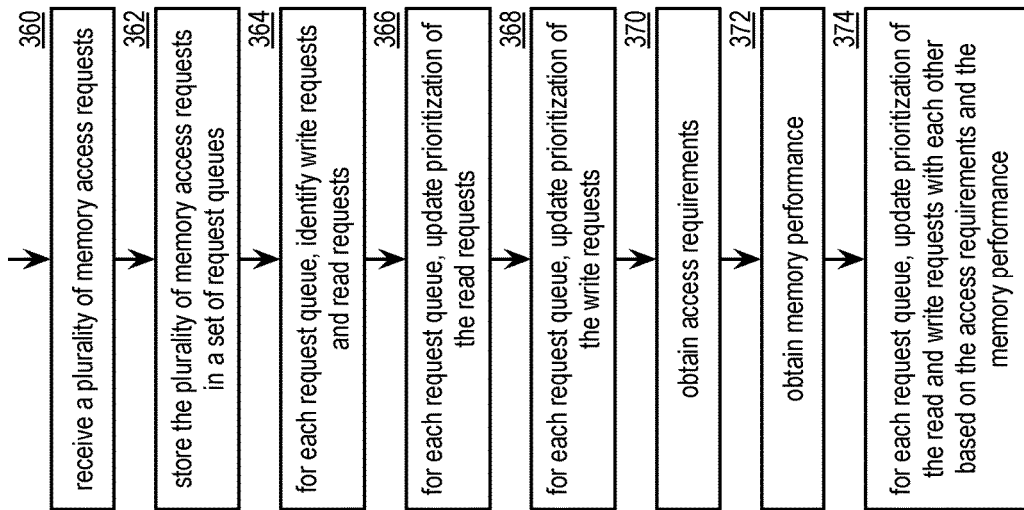 360
receive a plurality of memory access requests
362
store the plurality of memory access requests
in a set of request queues
364
for each request queue, identify write requests
and read requests
366
for each request queue, update prioritization of
the read requests
368
for each request queue, update prioritization of
the write requests
370
obtain access requirements
372
obtain memory performance
374
for each request queue, update prioritization of
the read and write requests with each other
based on the access requirements and the
memory performance